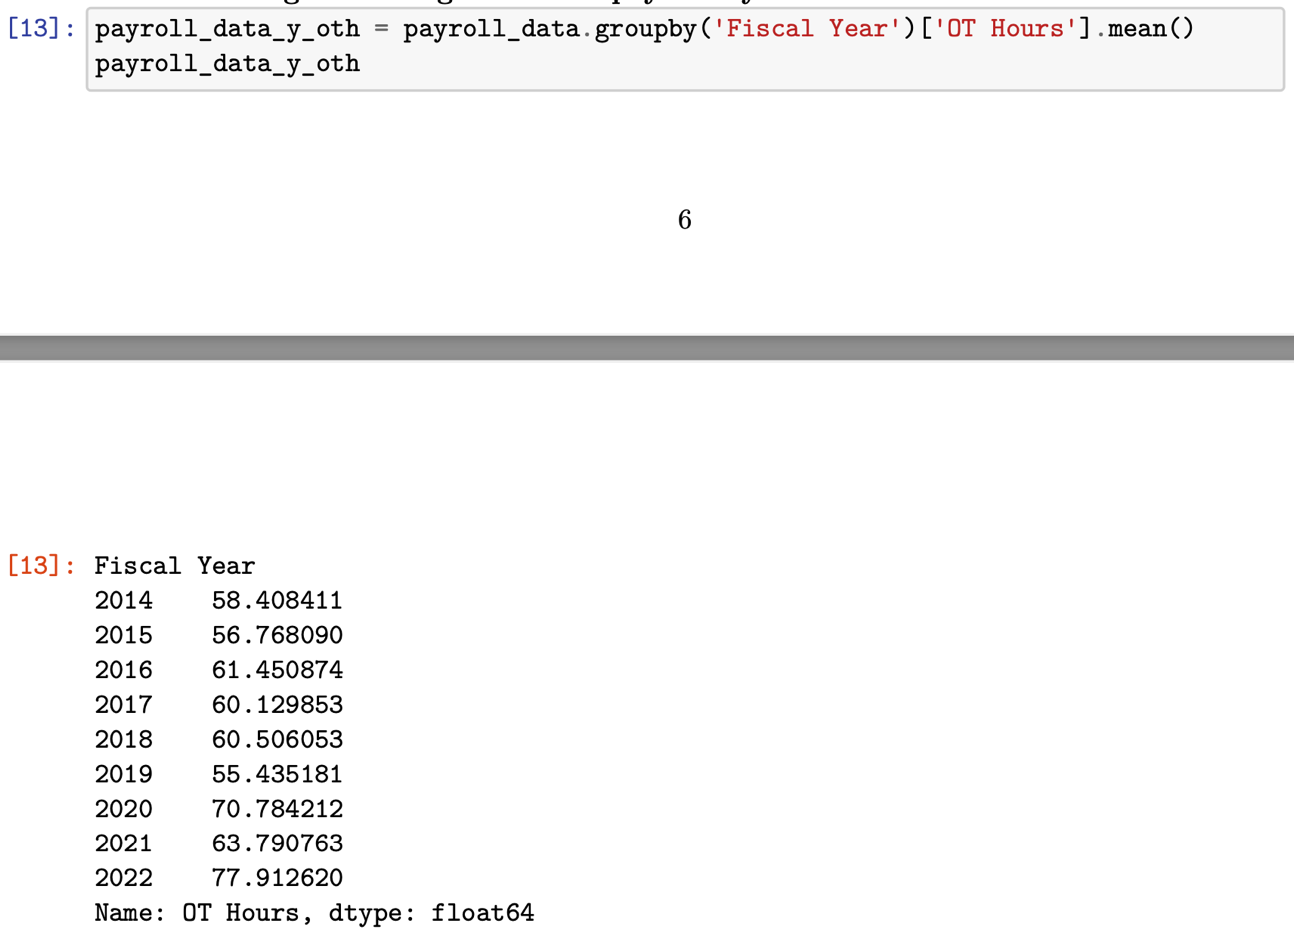 [13]: payroll_data_y_oth = payroll_data.groupby('Fiscal Year')['OT Hours'].mean()
payroll_data_y_oth
6
[13]: Fiscal Year
2014 58.408411
2015 56.768090
2016 61.450874
2017 60.129853
2018 60.506053
2019 55.435181
2020 70.784212
2021 63.790763
2022 77.912620
Name: OT Hours, dtype: float64